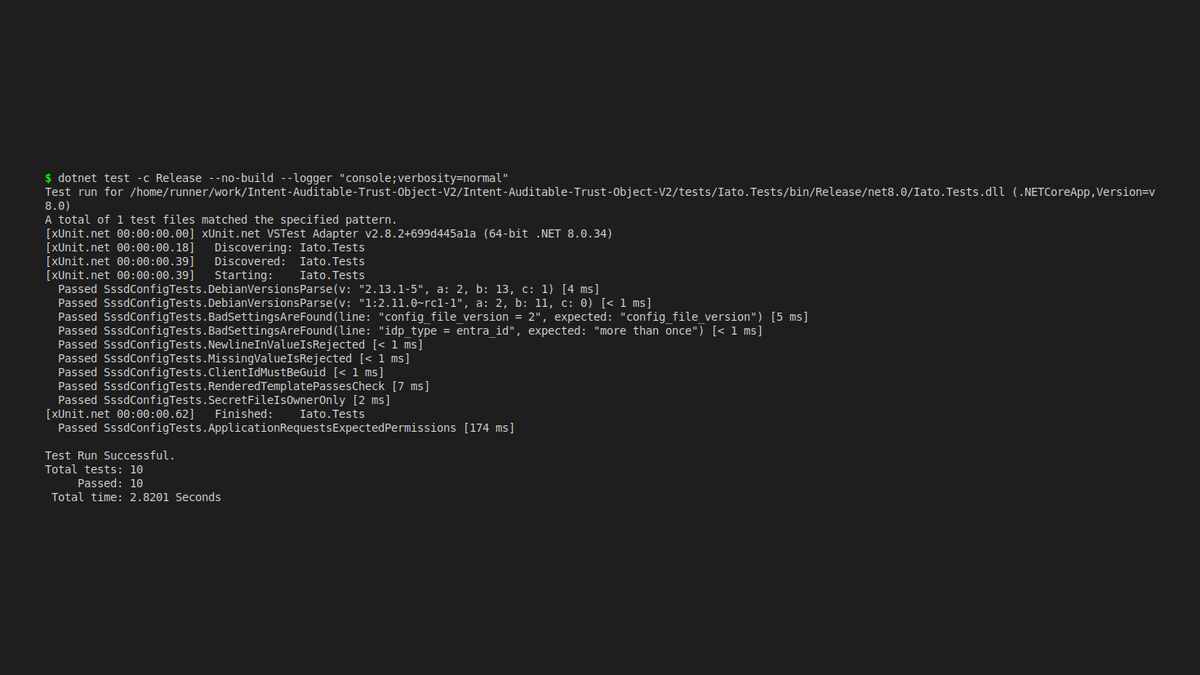 $ dotnet test -c Release --no-build --logger "console;verbosity=normal"
Test run for /home/runner/work/Intent-Auditable-Trust-Object-V2/Intent-Auditable-Trust-Object-V2/tests/Iato.Tests/bin/Release/net8.0/Iato.Tests.dll (.NETCoreApp,Version=v
8.0)
A total of 1 test files matched the specified pattern.
[xUnit.net 00:00:00.00] xUnit.net VSTest Adapter v2.8.2+699d445a1a (64-bit .NET 8.0.34)
[xUnit.net 00:00:00.18]   Discovering: Iato.Tests
[xUnit.net 00:00:00.39]   Discovered:  Iato.Tests
[xUnit.net 00:00:00.39]   Starting:    Iato.Tests
  Passed SssdConfigTests.DebianVersionsParse(v: "2.13.1-5", a: 2, b: 13, c: 1) [4 ms]
  Passed SssdConfigTests.DebianVersionsParse(v: "1:2.11.0~rc1-1", a: 2, b: 11, c: 0) [< 1 ms]
  Passed SssdConfigTests.BadSettingsAreFound(line: "config_file_version = 2", expected: "config_file_version") [5 ms]
  Passed SssdConfigTests.BadSettingsAreFound(line: "idp_type = entra_id", expected: "more than once") [< 1 ms]
  Passed SssdConfigTests.NewlineInValueIsRejected [< 1 ms]
  Passed SssdConfigTests.MissingValueIsRejected [< 1 ms]
  Passed SssdConfigTests.ClientIdMustBeGuid [< 1 ms]
  Passed SssdConfigTests.RenderedTemplatePassesCheck [7 ms]
  Passed SssdConfigTests.SecretFileIsOwnerOnly [2 ms]
[xUnit.net 00:00:00.62]   Finished:    Iato.Tests
  Passed SssdConfigTests.ApplicationRequestsExpectedPermissions [174 ms]

Test Run Successful.
Total tests: 10
     Passed: 10
 Total time: 2.8201 Seconds